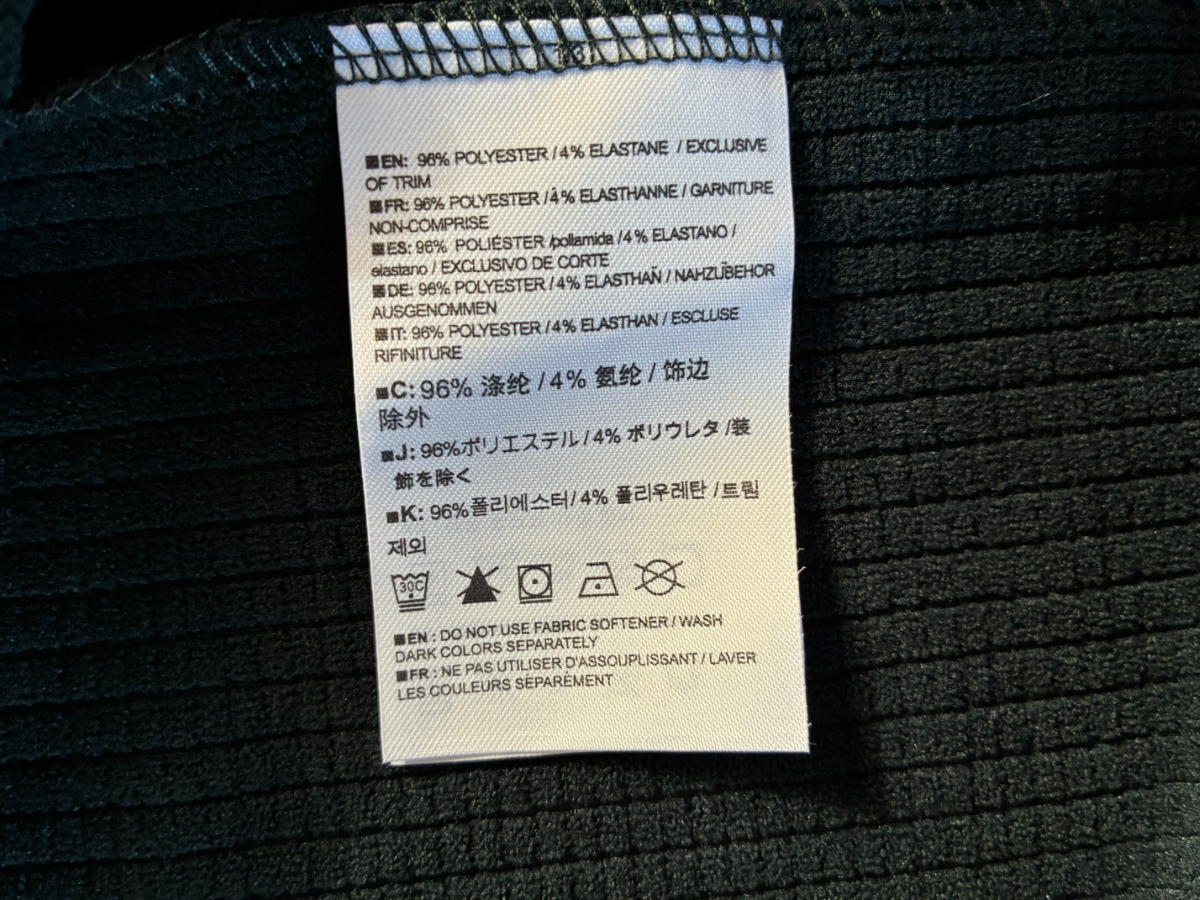 ■EN: 96% POLYESTER / 4% ELASTANE / EXCLUSIVE
OF TRIM
■FR: 96% POLYESTER /4% ELASTHANNE / GARNITURE
NON-COMPRISE
■ES: 96% POLIÉSTER /poliamida /4% ELASTANO /
elastano / EXCLUSIVO DE CORTE
■DE: 96% POLYESTER / 4% ELASTHAÑ / NAHZÜBEHOR
AUSGENOMMEN
■IT: 96% POLYESTER / 4% ELASTHAN / ESCLUSE
RIFINITURE
■C: 96% 涤纶 / 4% 氨纶 / 饰边
除外
■J: 96%ポリエステル / 4% ポリウレタ /装
飾を除く
■K: 96%폴리에스터/ 4% 폴리우레탄 /트림
제외
30C
■EN : DO NOT USE FABRIC SOFTENER / WASH
DARK COLORS SEPARATELY
■FR : NE PAS UTILISER D'ASSOUPLISSANT / LAVER
LES COULEURS SÉPARÉMENT